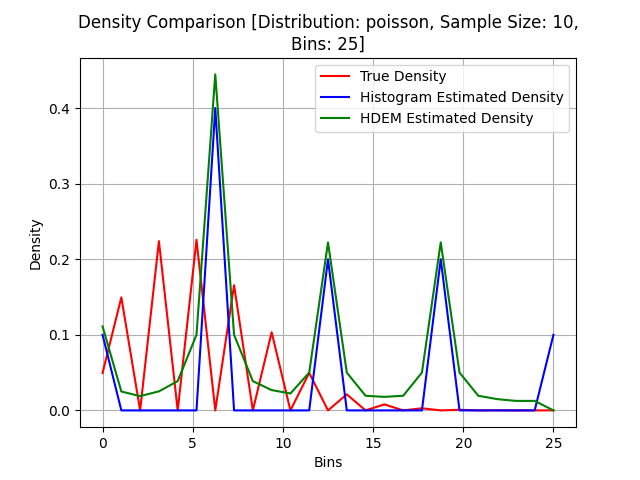 Density Comparison [Distribution: poisson, Sample Size: 10,
Bins: 25]
True Density
Histogram Estimated Density
HDEM Estimated Density
Density
0.4
0.3
0.2
0.1
0.0
0 5 10 15 20 25
Bins